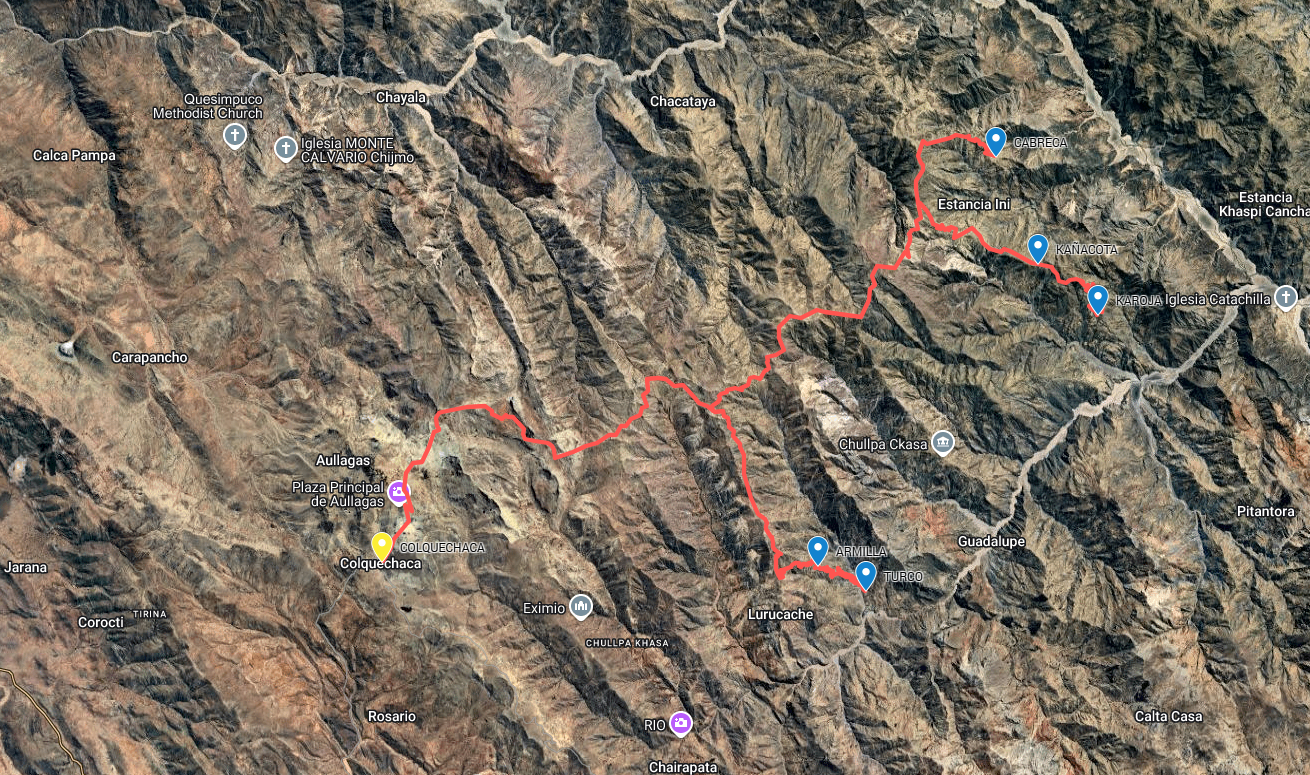 Chayala
Quesimpuco
Methodist Church
Chacataya
Iglesia MONTE
CALVARIO Chijmo
Calca Pampa
CABRECA
Estancia Ini
Estancia
Khaspi Cancha
KAÑACOTA
KAROJA
Iglesia Catachilla
Carapancho
Chullpa Ckasa
Aullagas
Plaza Principal
de Aullagas
Pitantora
COLQUECHACA
Colquechaca
Guadalupe
ARMILLA
TURCO
Jarana
TIRINA
Corocti
Eximio
Lurucache
CHULLPA KHASA
Rosario
RIO
Calta Casa
Chairapata